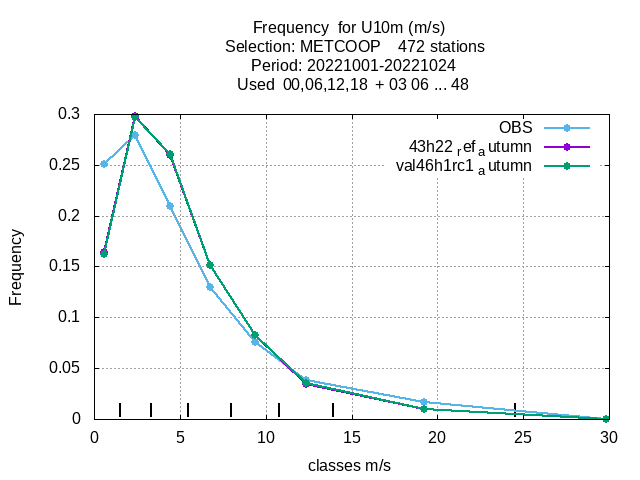 Frequency for U10m (m/s)
Selection: METCOOP 472 stations
Period: 20221001-20221024
Used 00,06,12,18 + 03 06 ... 48
0.3
0.25
0.2
0.15
0.1
0.05
0
Frequency
OBS
43h22 ref a utumn
val46h1rc1 a utumn
0 5 10 15 20 25 30
classes m/s